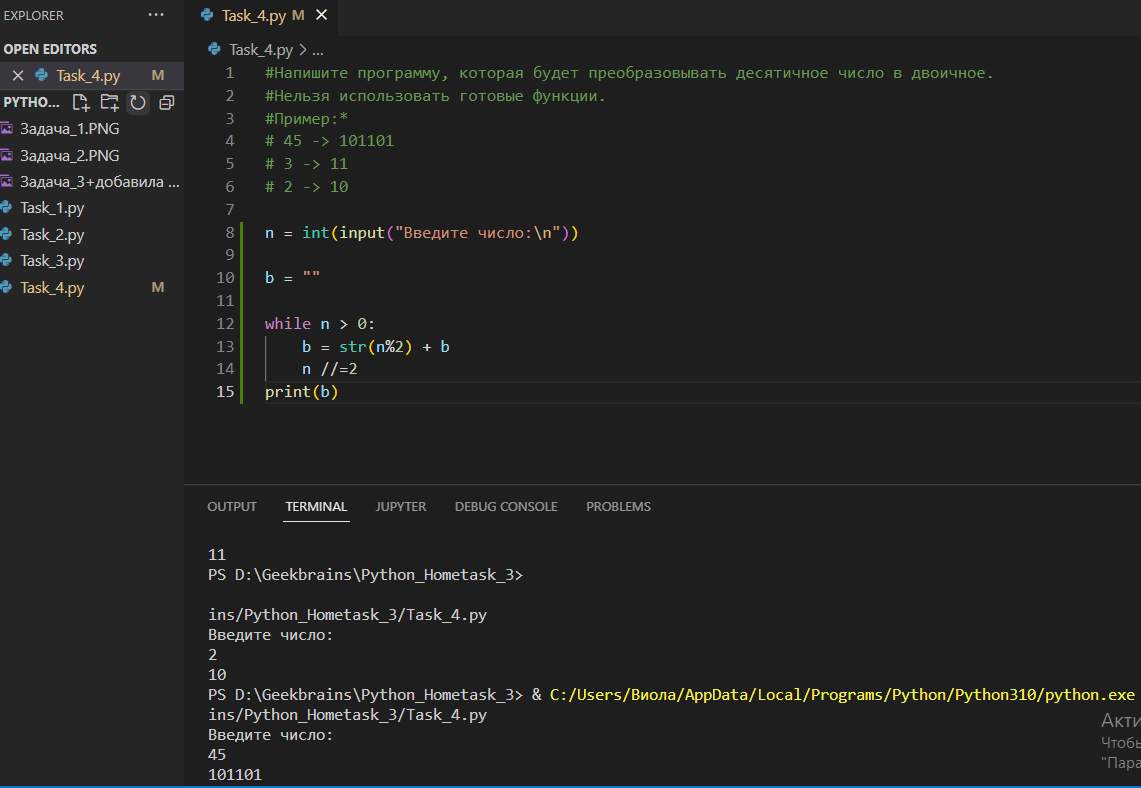 EXPLORER ...
OPEN EDITORS
Task_4.py M
PYTHO...
Задача_1.PNG
Задача_2.PNG
Задача_3+добавила ...
Task_1.py
Task_2.py
Task_3.py
Task_4.py M
Task_4.py M
Task_4.py > ...
1 #Напишите программу, которая будет преобразовывать десятичное число в двоичное.
2 #Нельзя использовать готовые функции.
3 #Пример:*
4 # 45 -> 101101
5 # 3 -> 11
6 # 2 -> 10
7
8 n = int(input("Введите число:\n"))
9
10 b = ""
11
12 while n > 0:
13 b = str(n%2) + b
14 n //=2
15 print(b)
OUTPUT TERMINAL JUPYTER DEBUG CONSOLE PROBLEMS
11
PS D:\Geekbrains\Python_Hometask_3>
ins/Python_Hometask_3/Task_4.py
Введите число:
2
10
PS D:\Geekbrains\Python_Hometask_3> & C:/Users/Виола/AppData/Local/Programs/Python/Python310/python.exe
ins/Python_Hometask_3/Task_4.py
Введите число:
45
101101